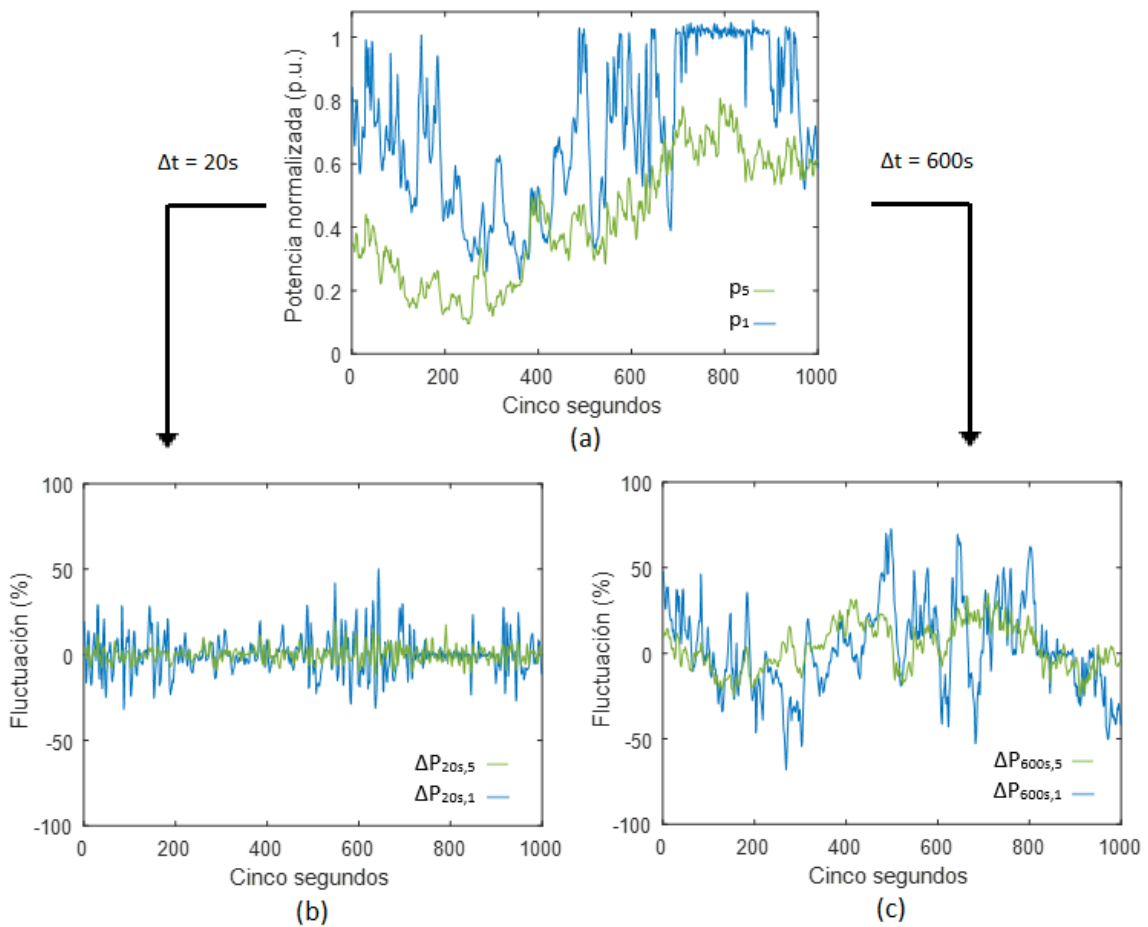 Potencia normalizada (p.u.)
1
0.8
0.6
0.4
0.2
0
p₅
p₁
0 200 400 600 800 1000
Cinco segundos
(a)
Δt = 20s
Δt = 600s
Fluctuación (%)
100
50
0
-50
-100
ΔP₂₀ₛ,₅
ΔP₂₀ₛ,₁
0 200 400 600 800 1000
Cinco segundos
(b)
Fluctuación (%)
100
50
0
-50
-100
ΔP₆₀₀ₛ,₅
ΔP₆₀₀ₛ,₁
0 200 400 600 800 1000
Cinco segundos
(c)